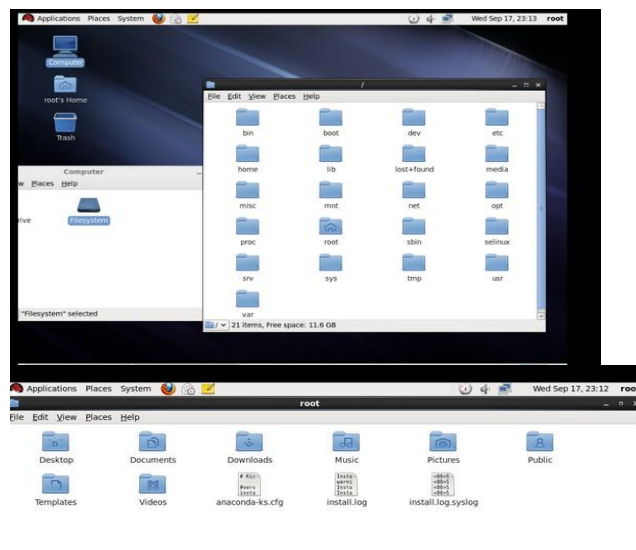 Applications Places System Wed Sep 17, 23:13 root
Computer
root's Home
Trash
/
File Edit View Places Help
bin boot dev etc
home lib lost+found media
misc mnt net opt
proc root sbin selinux
srv sys tmp usr
var
/ 21 items, Free space: 11.6 GB
Computer
w Places Help
rive Filesystem
"Filesystem" selected
Applications Places System Wed Sep 17, 23:12 roo
root
File Edit View Places Help
Desktop Documents Downloads Music Pictures Public
Templates Videos anaconda-ks.cfg install.log install.log.syslog